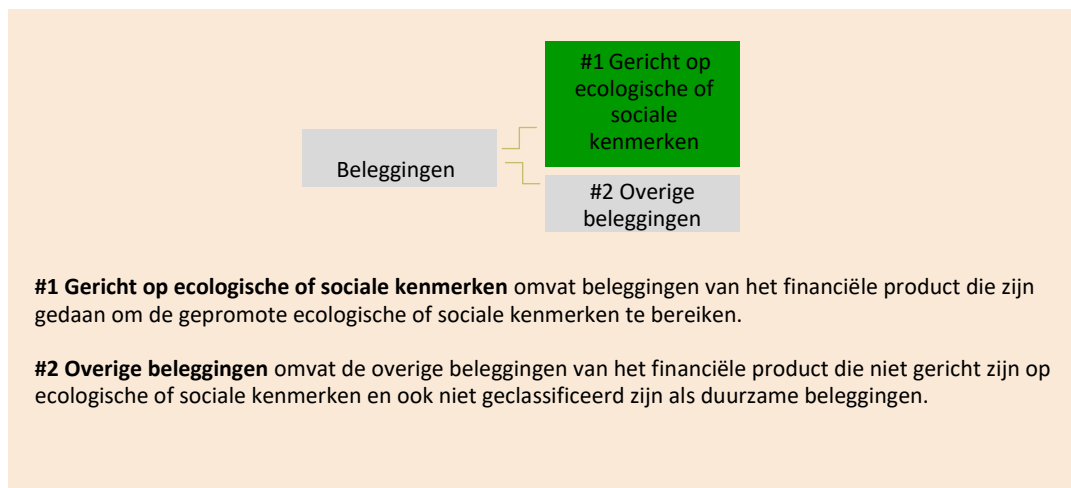 #1 Gericht op
ecologische of
sociale
kenmerken
Beleggingen
#2 Overige
beleggingen
#1 Gericht op ecologische of sociale kenmerken omvat beleggingen van het financiële product die zijn
gedaan om de gepromote ecologische of sociale kenmerken te bereiken.
#2 Overige beleggingen omvat de overige beleggingen van het financiële product die niet gericht zijn op
ecologische of sociale kenmerken en ook niet geclassificeerd zijn als duurzame beleggingen.